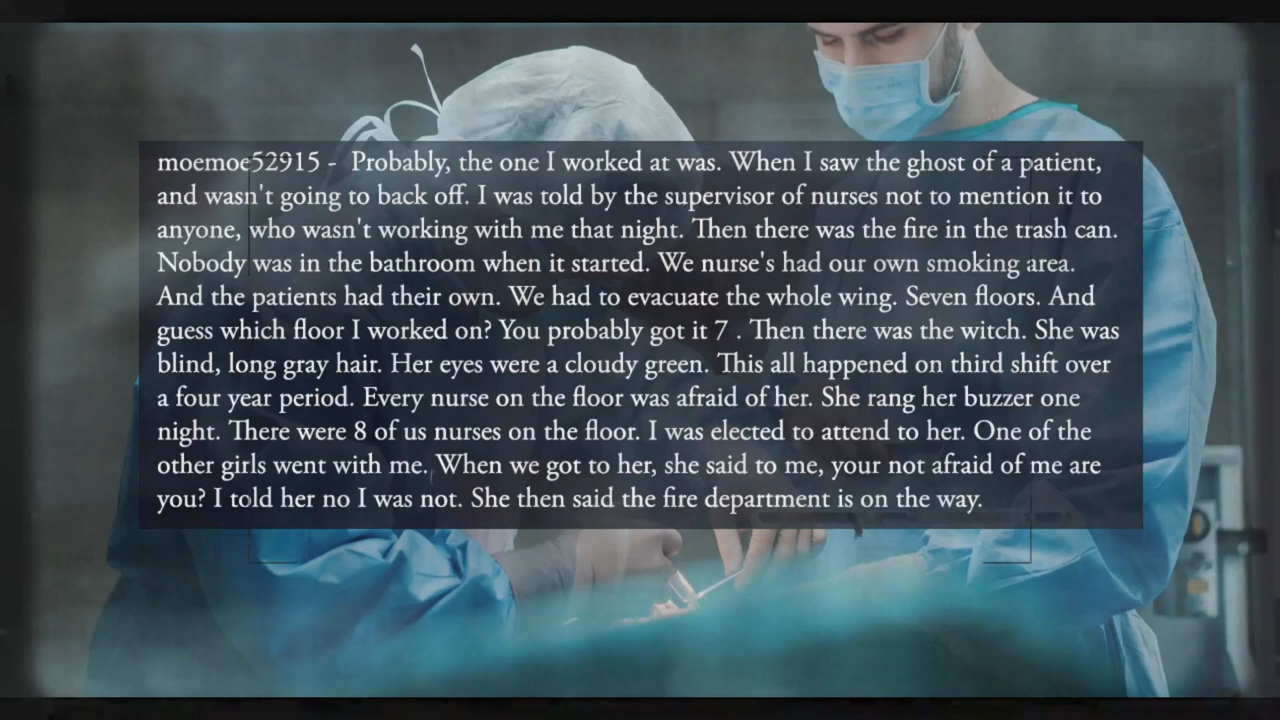 moemoe52915 - Probably, the one I worked at was. When I saw the ghost of a patient,
and wasn't going to back off. I was told by the supervisor of nurses not to mention it to
anyone, who wasn't working with me that night. Then there was the fire in the trash can.
Nobody was in the bathroom when it started. We nurse's had our own smoking area.
And the patients had their own. We had to evacuate the whole wing. Seven floors. And
guess which floor I worked on? You probably got it 7 . Then there was the witch. She was
blind, long gray hair. Her eyes were a cloudy green. This all happened on third shift over
a four year period. Every nurse on the floor was afraid of her. She rang her buzzer one
night. There were 8 of us nurses on the floor. I was elected to attend to her. One of the
other girls went with me. When we got to her, she said to me, your not afraid of me are
you? I told her no I was not. She then said the fire department is on the way.